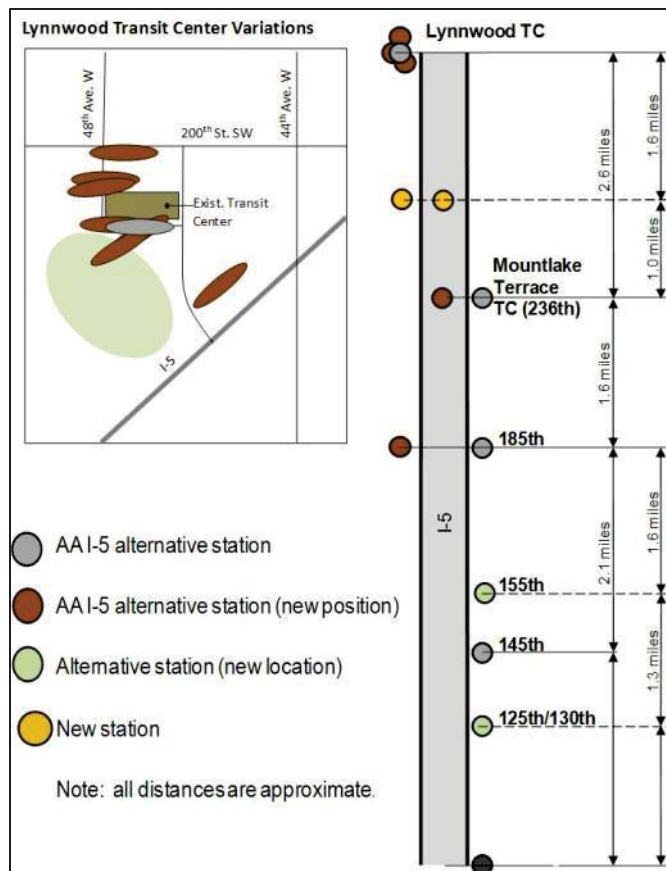 Lynnwood Transit Center Variations
48th Ave. W
44th Ave. W
200th St. SW
Exist. Transit
Center
I-5
Lynnwood TC
2.6 miles
1.6 miles
1.0 miles
Mountlake
Terrace
TC (236th)
1.6 miles
185th
I-5
2.1 miles
1.6 miles
155th
145th
1.3 miles
125th/130th
AA I-5 alternative station
AA I-5 alternative station (new position)
Alternative station (new location)
New station
Note: all distances are approximate.